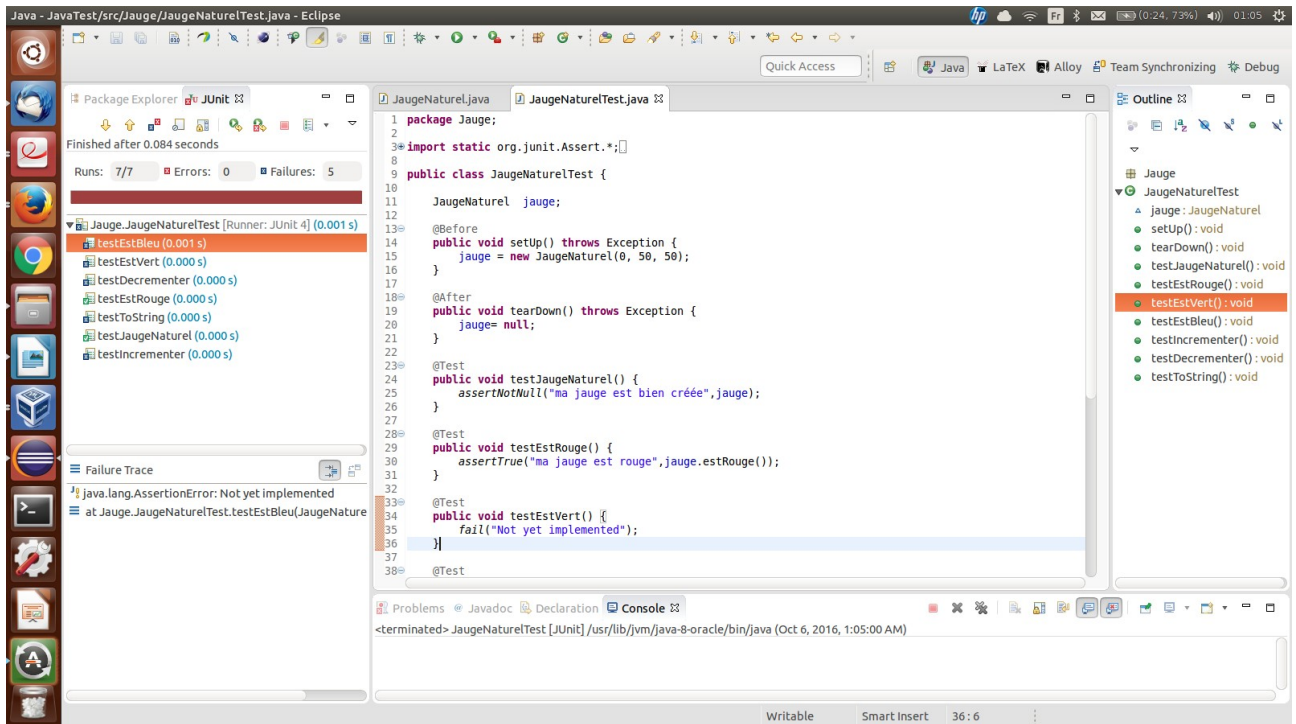 Java - JavaTest/src/Jauge/JaugeNaturelTest.java - Eclipse
hp Fr (0:24, 73%) 01:05
Quick Access Java LaTeX Alloy Team Synchronizing Debug
Package Explorer JUnit
Finished after 0.084 seconds
Runs: 7/7 Errors: 0 Failures: 5
Jauge.JaugeNaturelTest [Runner: JUnit 4] (0.001 s)
testEstBleu (0.001 s)
testEstVert (0.000 s)
testDecrementer (0.000 s)
testEstRouge (0.000 s)
testToString (0.000 s)
testJaugeNaturel (0.000 s)
testIncrementer (0.000 s)
Failure Trace
java.lang.AssertionError: Not yet implemented
at Jauge.JaugeNaturelTest.testEstBleu(JaugeNature
JaugeNaturel.java JaugeNaturelTest.java
1 package Jauge;
2
3 import static org.junit.Assert.*;
8
9 public class JaugeNaturelTest {
10
11 JaugeNaturel  jauge;
12
13 @Before
14 public void setUp() throws Exception {
15 jauge = new JaugeNaturel(0, 50, 50);
16 }
17
18 @After
19 public void tearDown() throws Exception {
20 jauge= null;
21 }
22
23 @Test
24 public void testJaugeNaturel() {
25 assertNotNull("ma jauge est bien créée",jauge);
26 }
27
28 @Test
29 public void testEstRouge() {
30 assertTrue("ma jauge est rouge",jauge.estRouge());
31 }
32
33 @Test
34 public void testEstVert() {
35 fail("Not yet implemented");
36 }
37
38 @Test
Outline
Jauge
JaugeNaturelTest
jauge : JaugeNaturel
setUp() : void
tearDown() : void
testJaugeNaturel() : void
testEstRouge() : void
testEstVert() : void
testEstBleu() : void
testIncrementer() : void
testDecrementer() : void
testToString() : void
Problems Javadoc Declaration Console
<terminated> JaugeNaturelTest [JUnit] /usr/lib/jvm/java-8-oracle/bin/java (Oct 6, 2016, 1:05:00 AM)
Writable Smart Insert 36 : 6